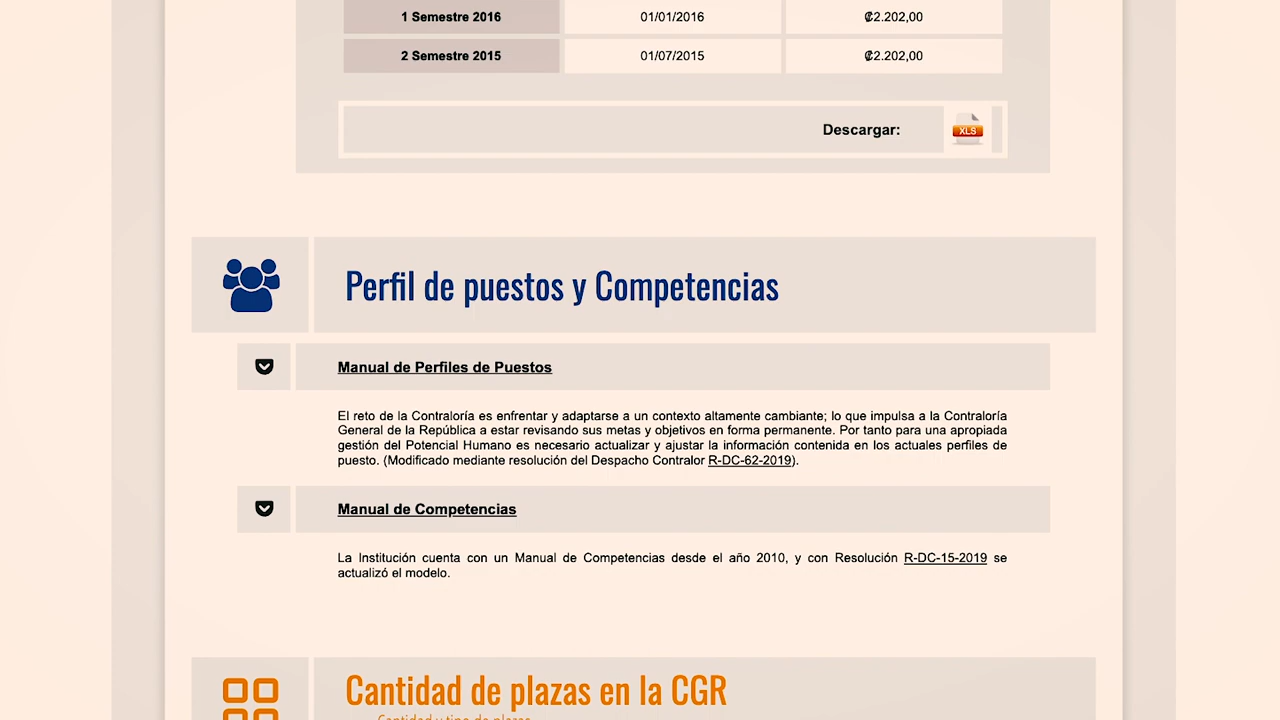 1 Semestre 2016 01/01/2016 ₡2.202,00
2 Semestre 2015 01/07/2015 ₡2.202,00
Descargar: XLS
Perfil de puestos y Competencias
Manual de Perfiles de Puestos
El reto de la Contraloría es enfrentar y adaptarse a un contexto altamente cambiante; lo que impulsa a la Contraloría
General de la República a estar revisando sus metas y objetivos en forma permanente. Por tanto para una apropiada
gestión del Potencial Humano es necesario actualizar y ajustar la información contenida en los actuales perfiles de
puesto. (Modificado mediante resolución del Despacho Contralor R-DC-62-2019).
Manual de Competencias
La Institución cuenta con un Manual de Competencias desde el año 2010, y con Resolución R-DC-15-2019 se
actualizó el modelo.
Cantidad de plazas en la CGR
Cantidad y tipo de plazas